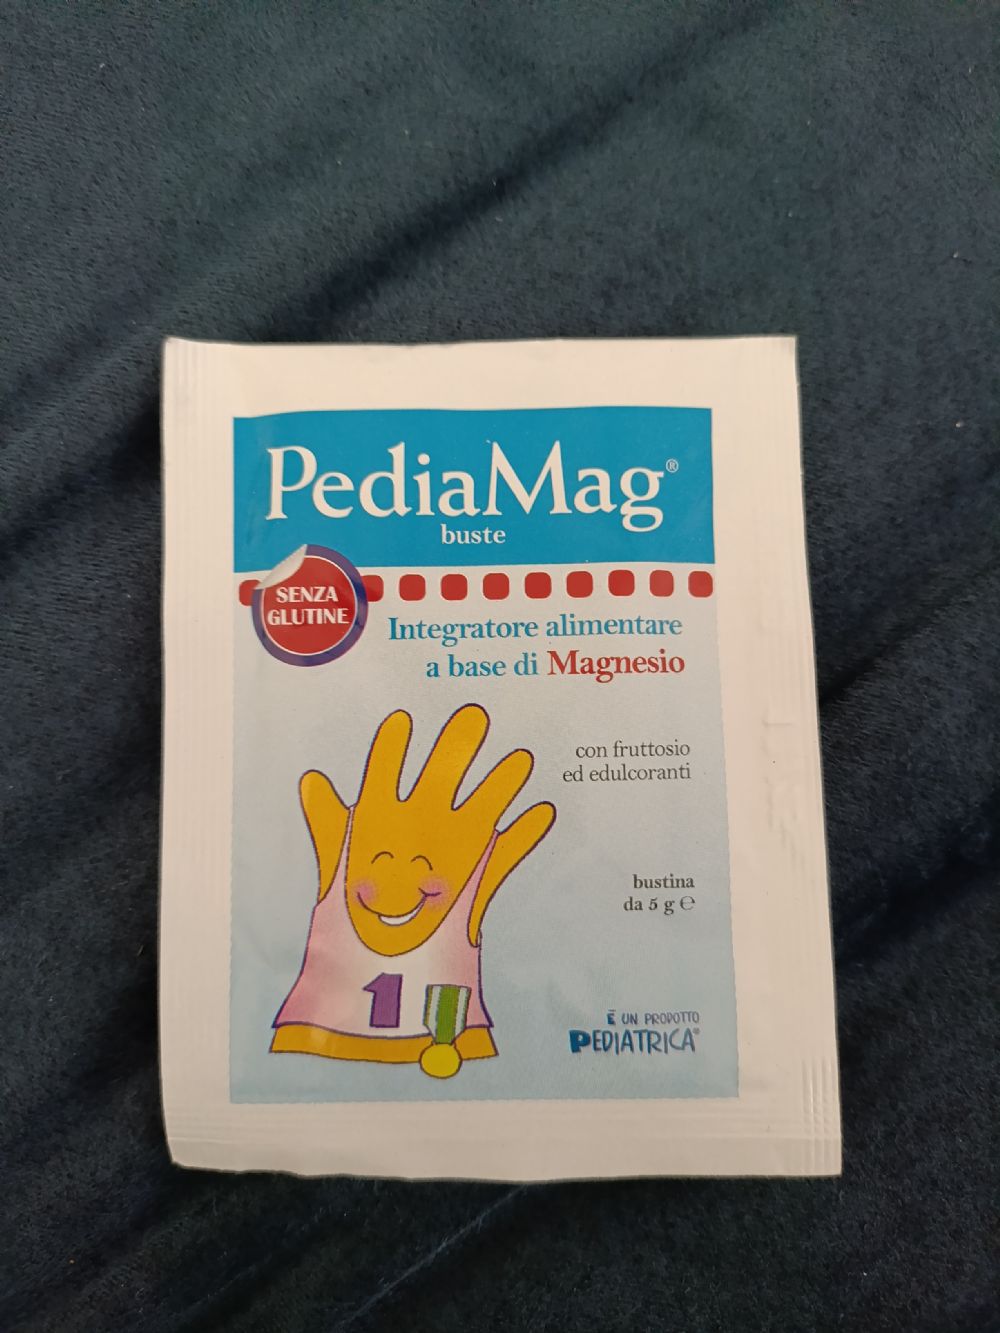 PediaMag®
buste
SENZA
GLUTINE
Integratore alimentare
a base di Magnesio
con fruttosio
ed edulcoranti
bustina
da 5 g ℮
1
È UN PRODOTTO
PEDIATRICA®